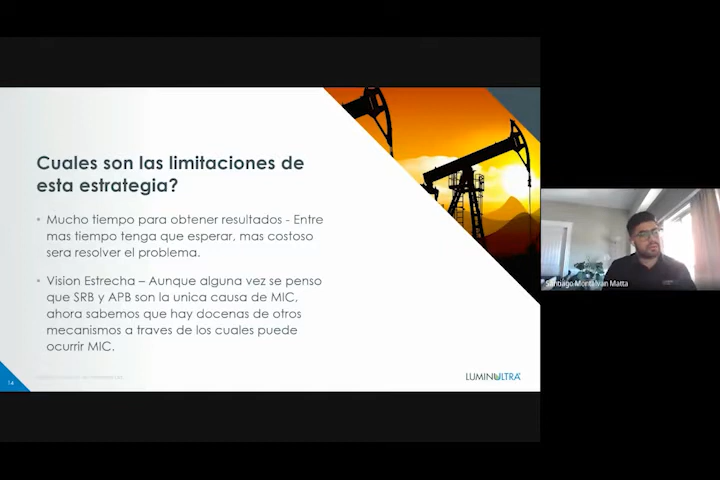 Cuales son las limitaciones de
esta estrategia?
• Mucho tiempo para obtener resultados - Entre
mas tiempo tenga que esperar, mas costoso
sera resolver el problema.
• Vision Estrecha – Aunque alguna vez se penso
que SRB y APB son la unica causa de MIC,
ahora sabemos que hay docenas de otros
mecanismos a traves de los cuales puede
ocurrir MIC.
14
LUMINULTRA
Santiago Montalvan Matta